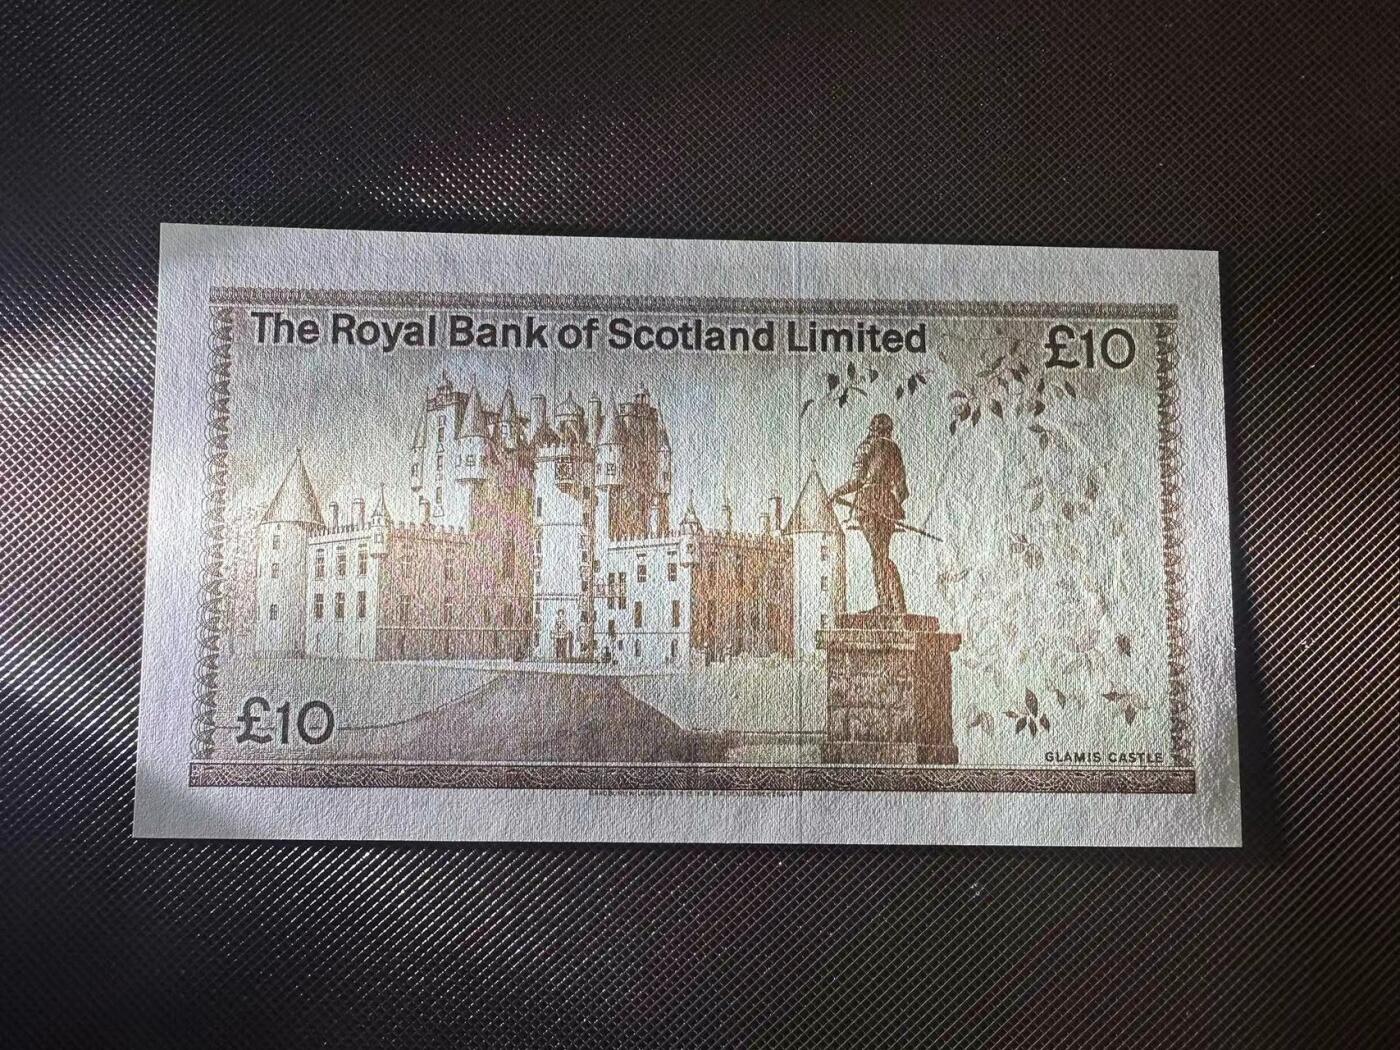 The Royal Bank of Scotland Limited
£10
£10
GLAMIS CASTLE